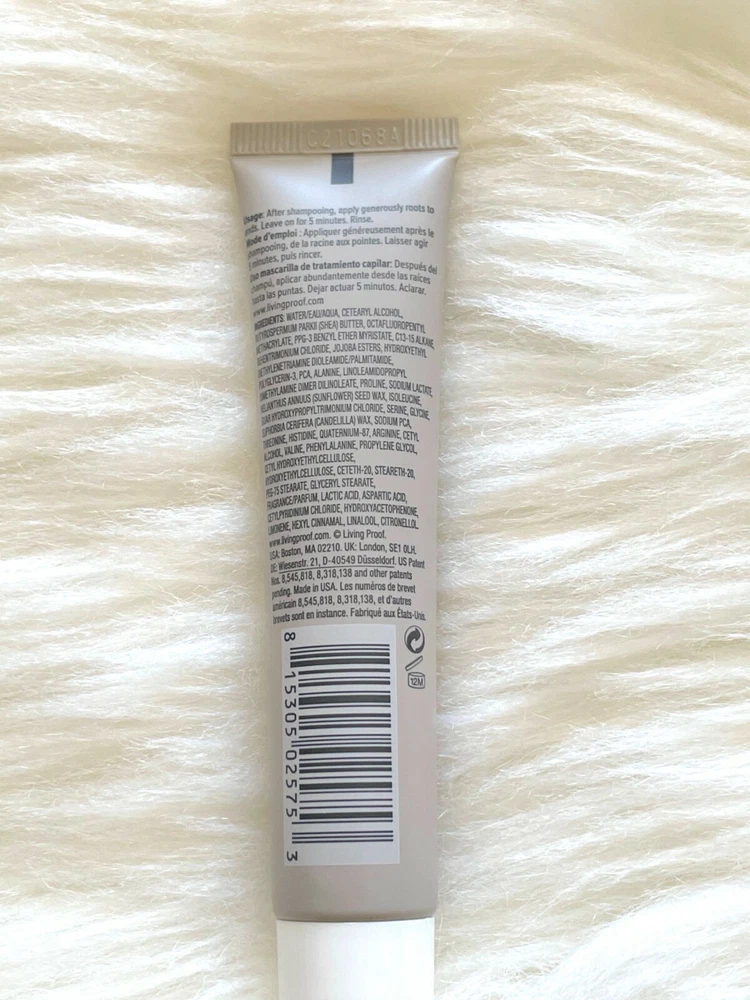 C21068A
Usage: After shampooing, apply generously roots to
ends. Leave on for 5 minutes. Rinse.
Mode d'emploi : Appliquer généreusement après le
shampooing, de la racine aux pointes. Laisser agir
5 minutes, puis rincer.
Uso mascarilla de tratamiento capilar: Después del
champú, aplicar abundantemente desde las raíces
hasta las puntas. Dejar actuar 5 minutos. Aclarar.
www.livingproof.com
INGREDIENTS: WATER/EAU/AQUA, CETEARYL ALCOHOL,
BUTYROSPERMUM PARKII (SHEA) BUTTER, OCTAFLUOROPENTYL
METHACRYLATE, PPG-3 BENZYL ETHER MYRISTATE, C13-15 ALKANE,
BEHENTRIMONIUM CHLORIDE, JOJOBA ESTERS, HYDROXYETHYL
DIMETHYLENETRIAMINE DIOLEAMIDE/PALMITAMIDE,
POLYGLYCERIN-3, PCA, ALANINE, LINOLEAMIDOPROPYL
DIMETHYLAMINE DIMER DILINOLEATE, PROLINE, SODIUM LACTATE,
HELIANTHUS ANNUUS (SUNFLOWER) SEED WAX, ISOLEUCINE,
GUAR HYDROXYPROPYLTRIMONIUM CHLORIDE, SERINE, GLYCINE,
EUPHORBIA CERIFERA (CANDELILLA) WAX, SODIUM PCA,
THREONINE, HISTIDINE, QUATERNIUM-87, ARGININE, CETYL
ALCOHOL, VALINE, PHENYLALANINE, PROPYLENE GLYCOL,
CETYL HYDROXYETHYLCELLULOSE,
HYDROXYETHYLCELLULOSE, CETETH-20, STEARETH-20,
PEG-75 STEARATE, GLYCERYL STEARATE,
FRAGRANCE/PARFUM, LACTIC ACID, ASPARTIC ACID,
CETYLPYRIDINIUM CHLORIDE, HYDROXYACETOPHENONE,
LIMONENE, HEXYL CINNAMAL, LINALOOL, CITRONELLOL.
www.livingproof.com. © Living Proof.
USA: Boston, MA 02210. UK: London, SE1 0LH.
DE: Wiesenstr. 21, D-40549 Düsseldorf. US Patent
Nos. 8,545,818, 8,318,138 and other patents
pending. Made in USA. Les numéros de brevet
américain 8,545,818, 8,318,138, et d'autres
brevets sont en instance. Fabriqué aux États-Unis.
12M
8 15305 02575 3